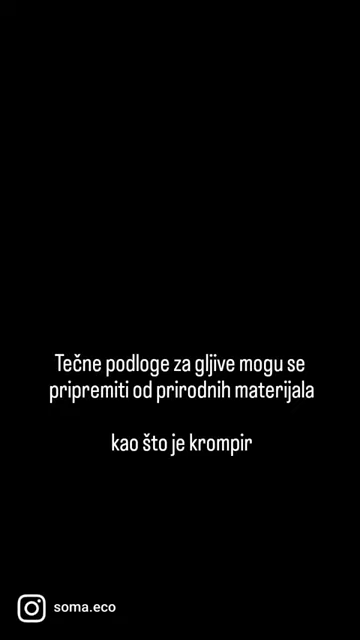 Tečne podloge za gljive mogu se
pripremiti od prirodnih materijala
kao što je krompir
soma.eco